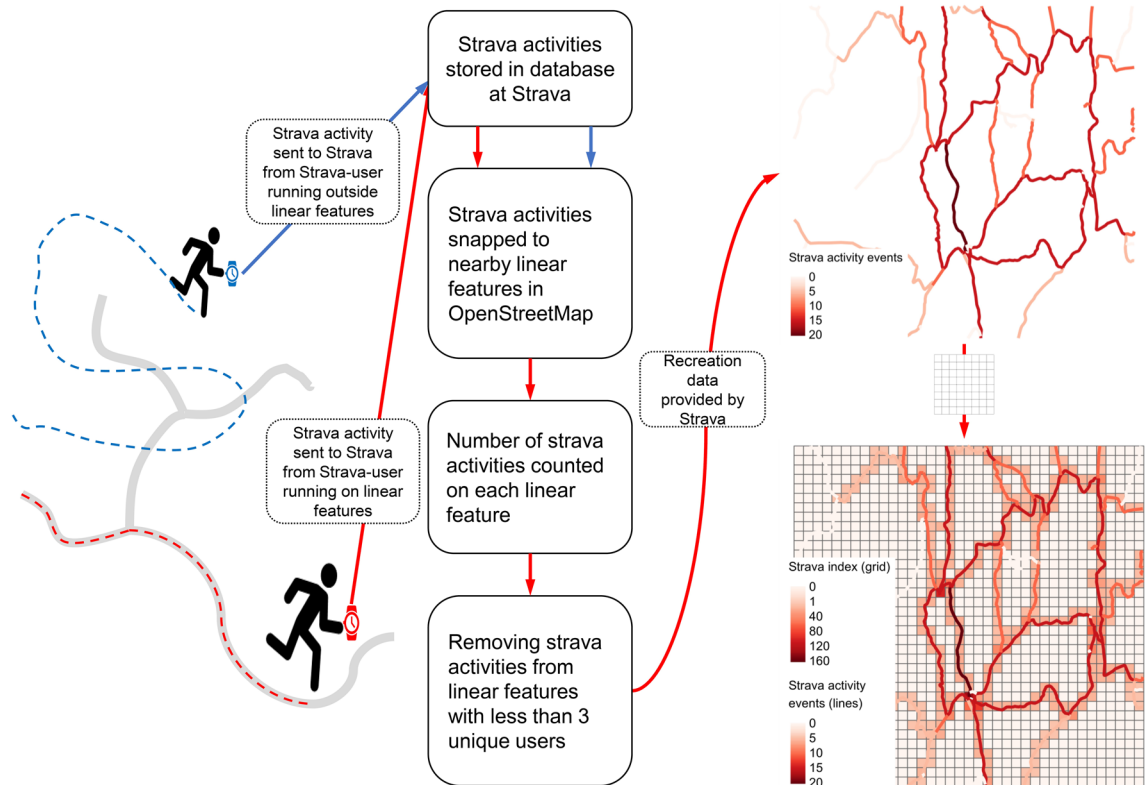 Strava activities
stored in database
at Strava
Strava activity
sent to Strava
from Strava-user
running outside
linear features
Strava activities
snapped to
nearby linear
features in
OpenStreetMap
Strava activity
sent to Strava
from Strava-user
running on linear
features
Number of strava
activities counted
on each linear
feature
Removing strava
activities from
linear features
with less than 3
unique users
Recreation
data
provided by
Strava
Strava activity events
0
5
10
15
20
Strava index (grid)
0
1
40
80
120
160
Strava activity
events (lines)
0
5
10
15
20